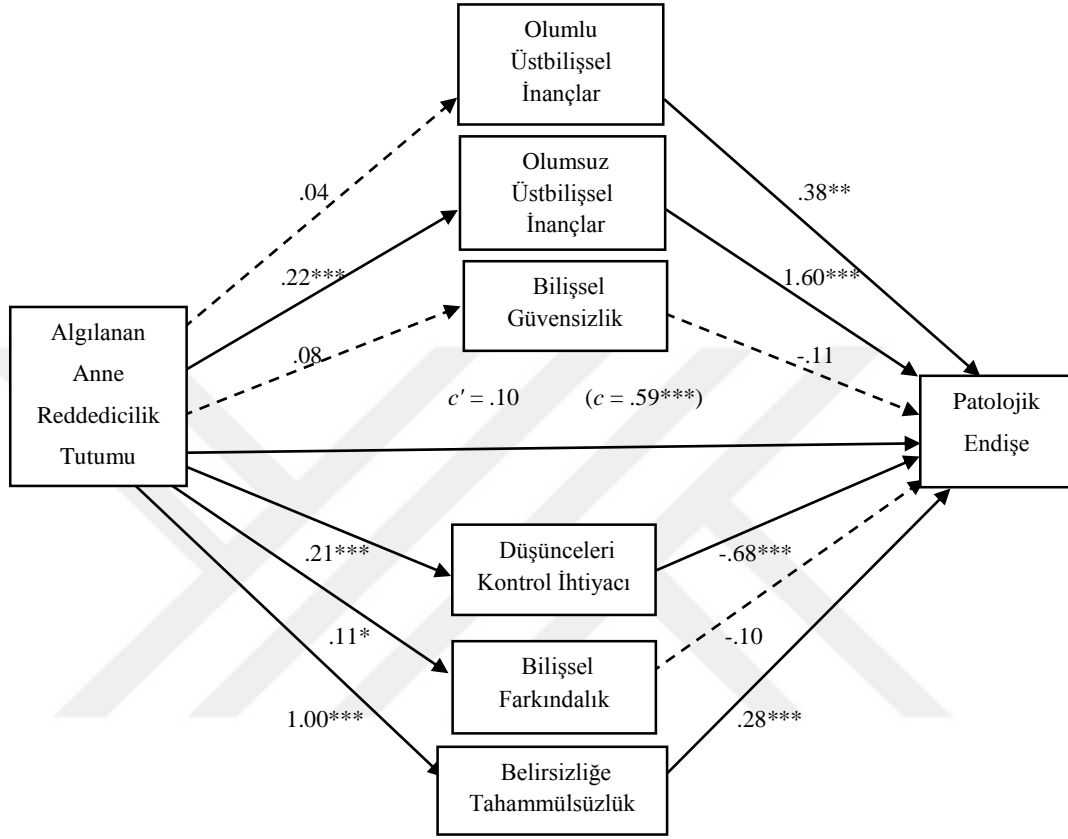 Olumlu
Üstbilişsel
İnançlar
.04
.38**
Olumsuz
Üstbilişsel
İnançlar
.22***
1.60***
Bilişsel
Güvensizlik
.08
-.11
Algılanan
Anne
Reddedicilik
Tutumu
c' = .10 (c = .59***)
Patolojik
Endişe
Düşünceleri
Kontrol İhtiyacı
.21***
-.68***
Bilişsel
Farkındalık
.11*
-.10
Belirsizliğe
Tahammülsüzlük
1.00***
.28***